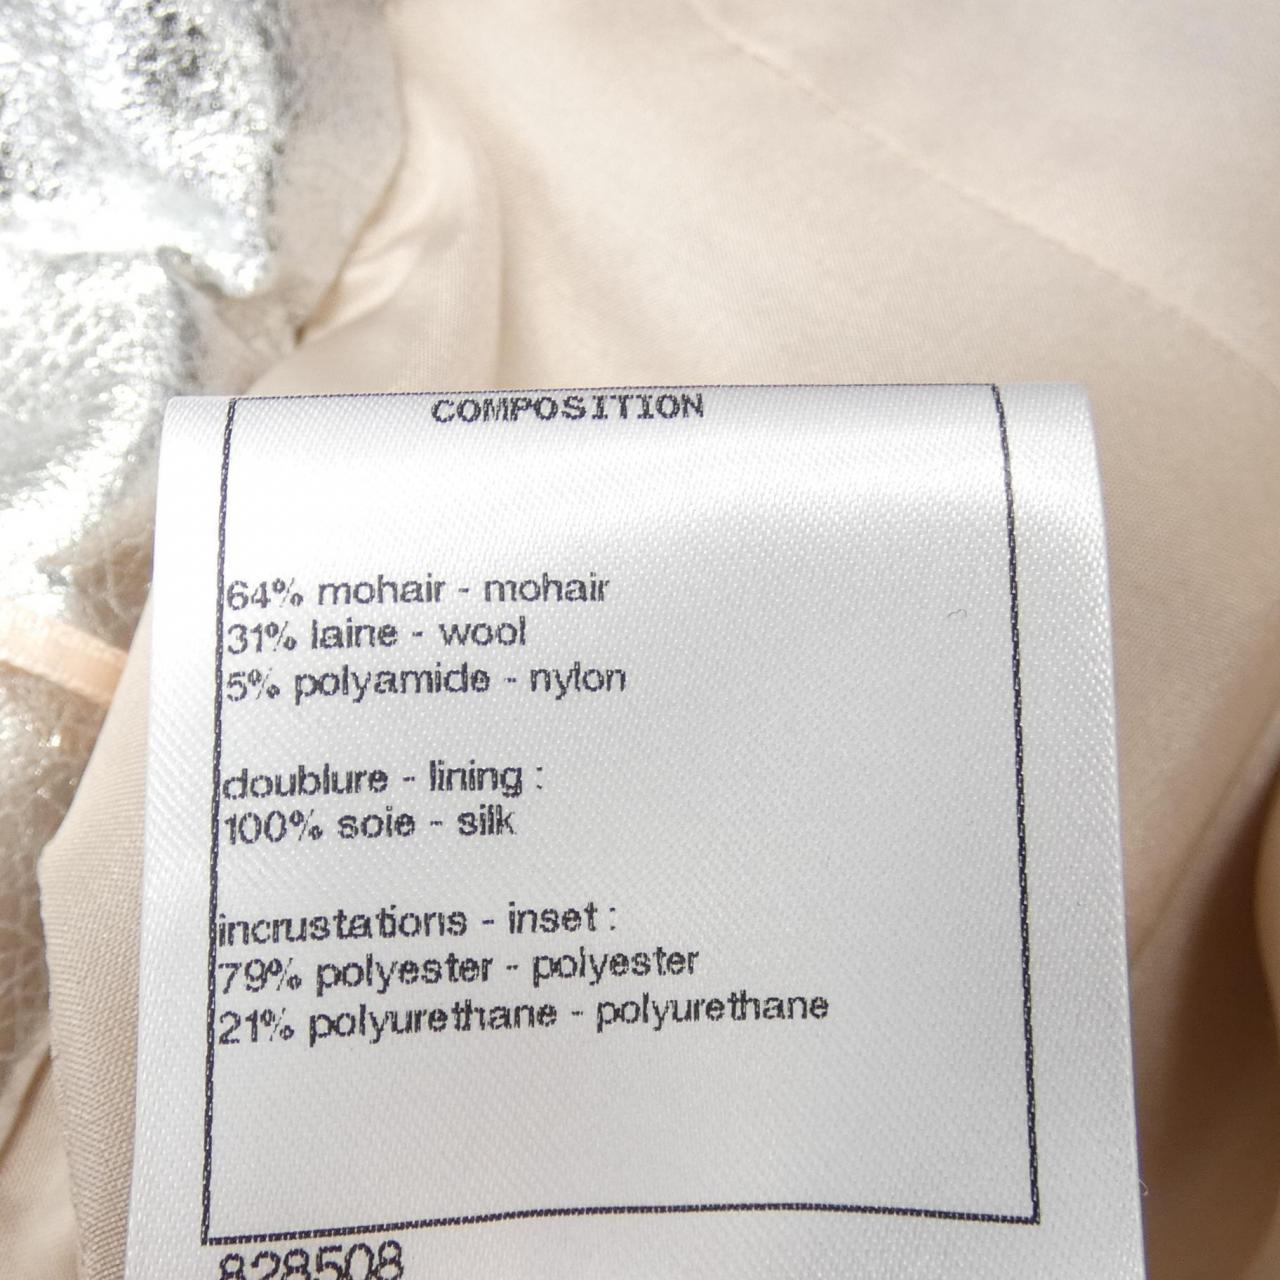 COMPOSITION
64% mohair - mohair
31% laine - wool
5% polyamide - nylon
doublure - lining :
100% soie - silk
incrustations - inset :
79% polyester - polyester
21% polyurethane - polyurethane
828508